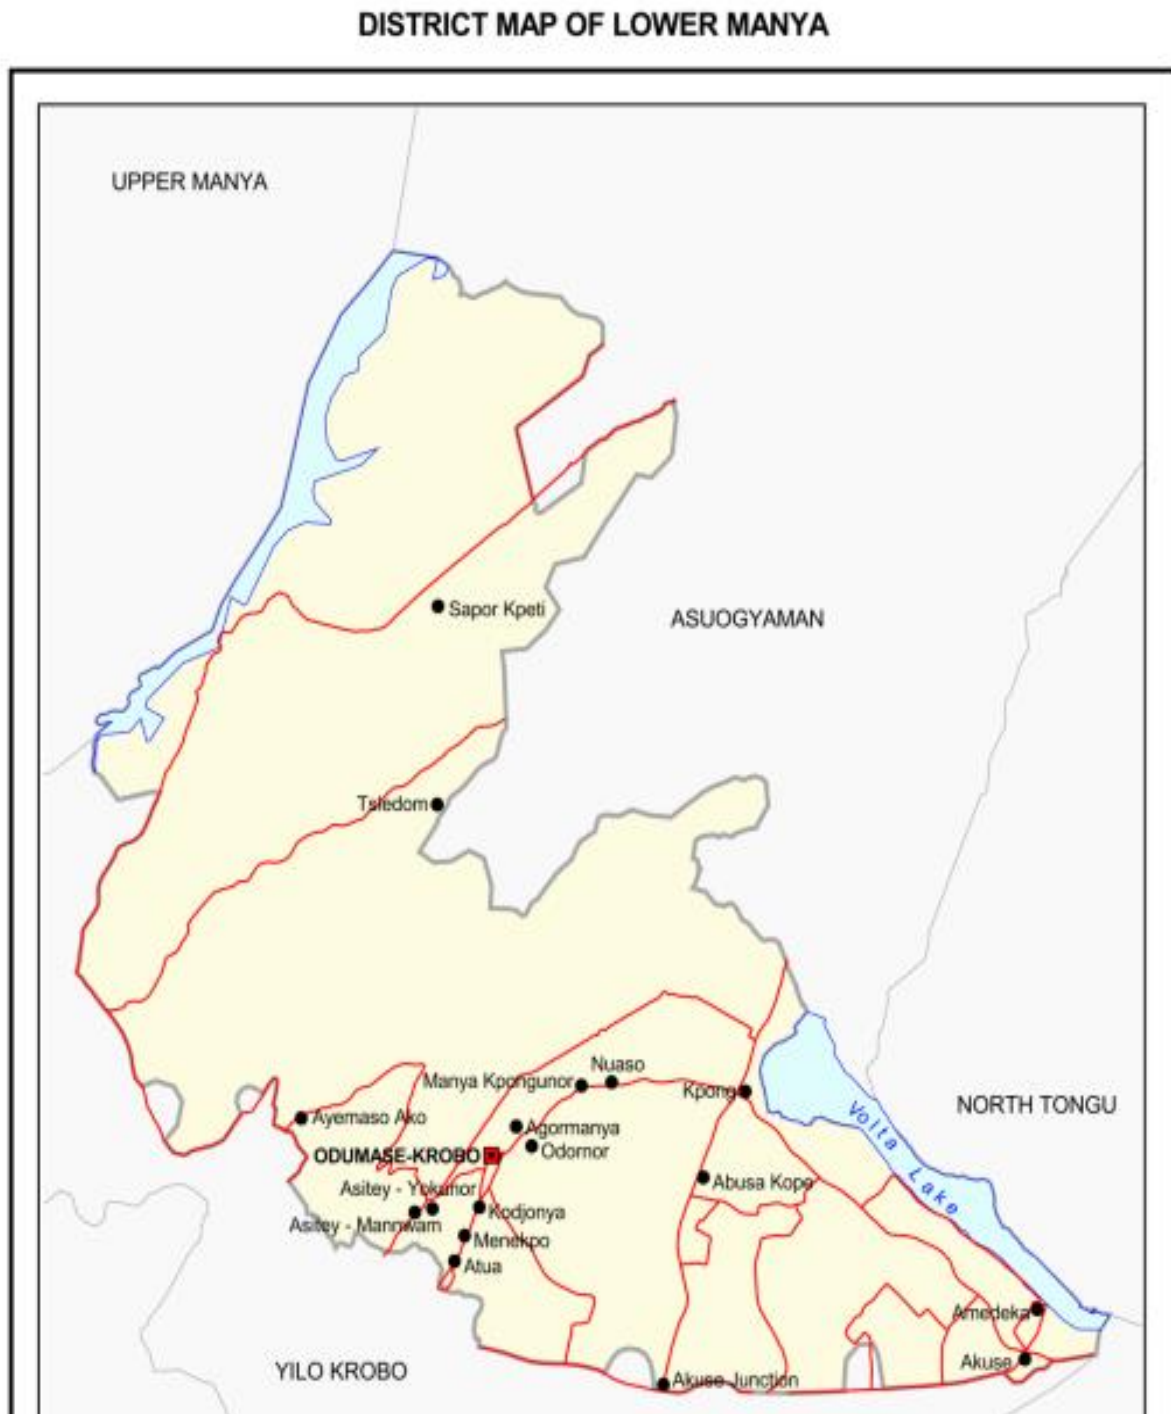 DISTRICT MAP OF LOWER MANYA
UPPER MANYA
Sapor Kpeti
ASUOGYAMAN
Tsledom
Nuaso
Manya Kpongunor
Kpong
NORTH TONGU
Volta Lake
Ayemaso Ako
Agormanya
Odornor
ODUMASE-KROBO
Abusa Kope
Asitey - Yokunor
Kodjonya
Asitey - Mannwam
Menekpo
Atua
Amedeka
Akuse
YILO KROBO
Akuse Junction